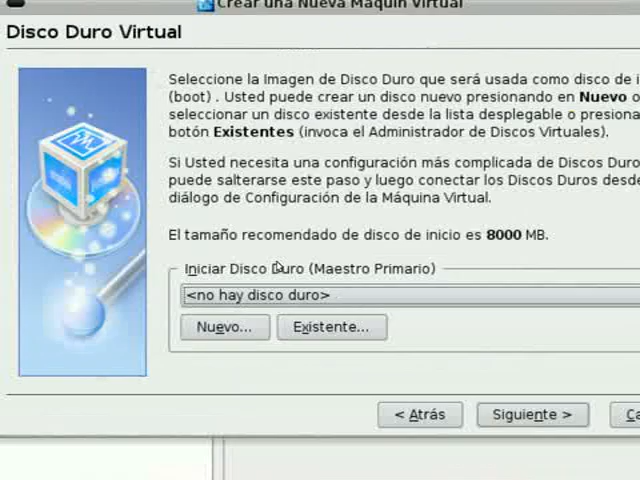 Crear una Nueva Máquin Virtual
Disco Duro Virtual
Seleccione la Imagen de Disco Duro que será usada como disco de i
(boot) . Usted puede crear un disco nuevo presionando en Nuevo o
seleccionar un disco existente desde la lista desplegable o presiona
botón Existentes (invoca el Administrador de Discos Virtuales).
Si Usted necesita una configuración más complicada de Discos Duro
puede salterarse este paso y luego conectar los Discos Duros desde
diálogo de Configuración de la Máquina Virtual.
El tamaño recomendado de disco de inicio es 8000 MB.
Iniciar Disco Duro (Maestro Primario)
<no hay disco duro>
Nuevo... Existente...
< Atrás Siguiente > Ca